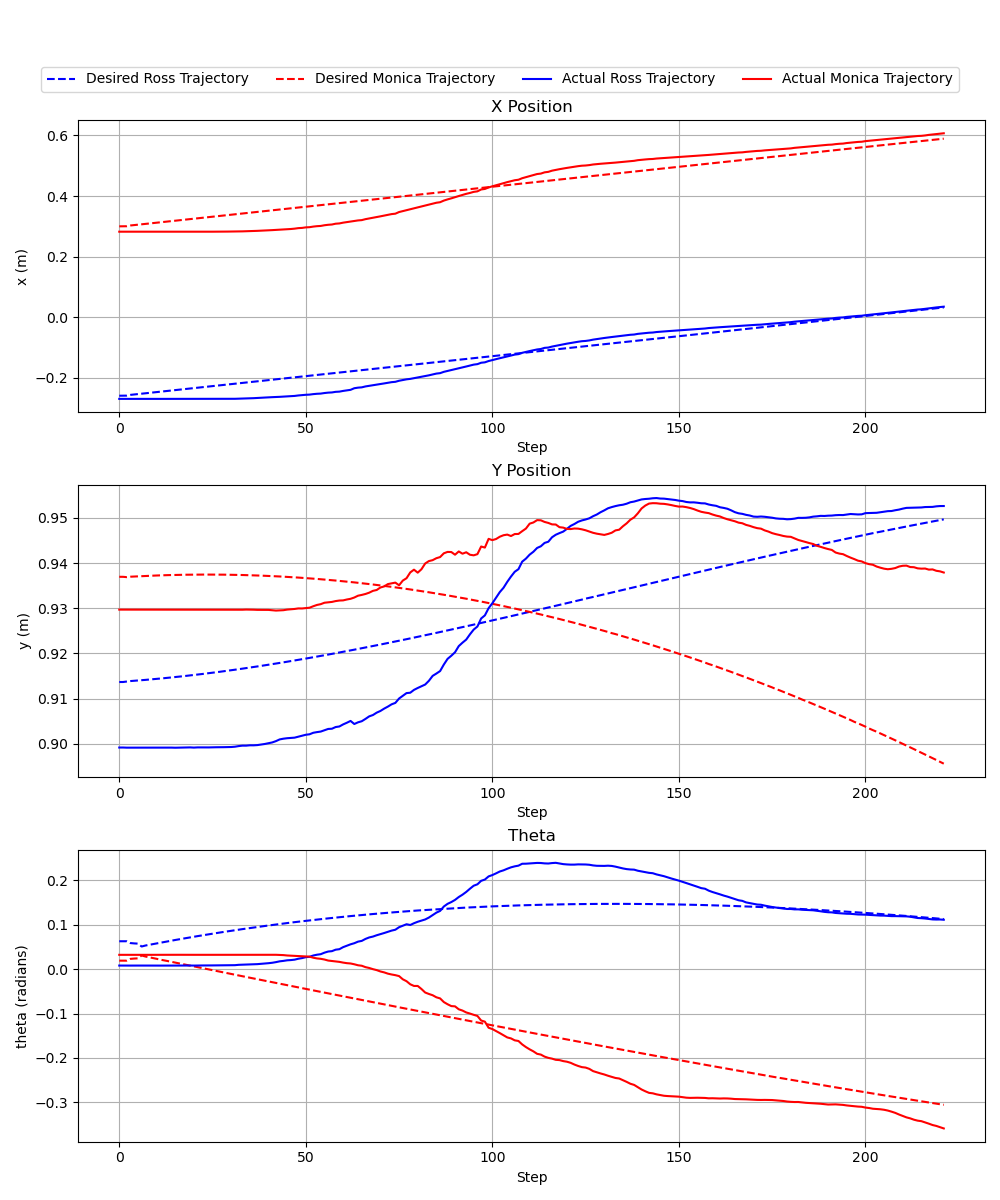 Desired Ross Trajectory Desired Monica Trajectory Actual Ross Trajectory Actual Monica Trajectory
X Position
0.6
0.4
0.2
0.0
−0.2
x (m)
0 50 100 150 200
Step
Y Position
0.95
0.94
0.93
0.92
0.91
0.90
y (m)
0 50 100 150 200
Step
Theta
0.2
0.1
0.0
−0.1
−0.2
−0.3
theta (radians)
0 50 100 150 200
Step